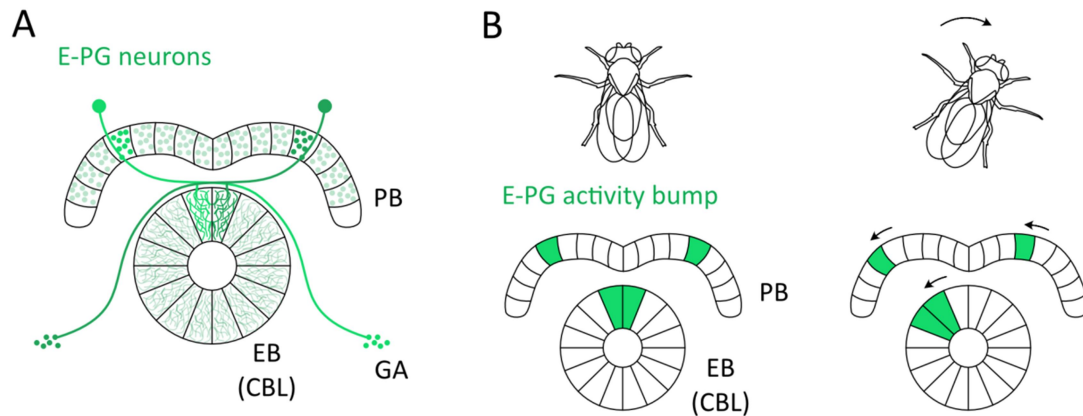 A
E-PG neurons
PB
EB
(CBL)
GA
B
E-PG activity bump
PB
EB
(CBL)